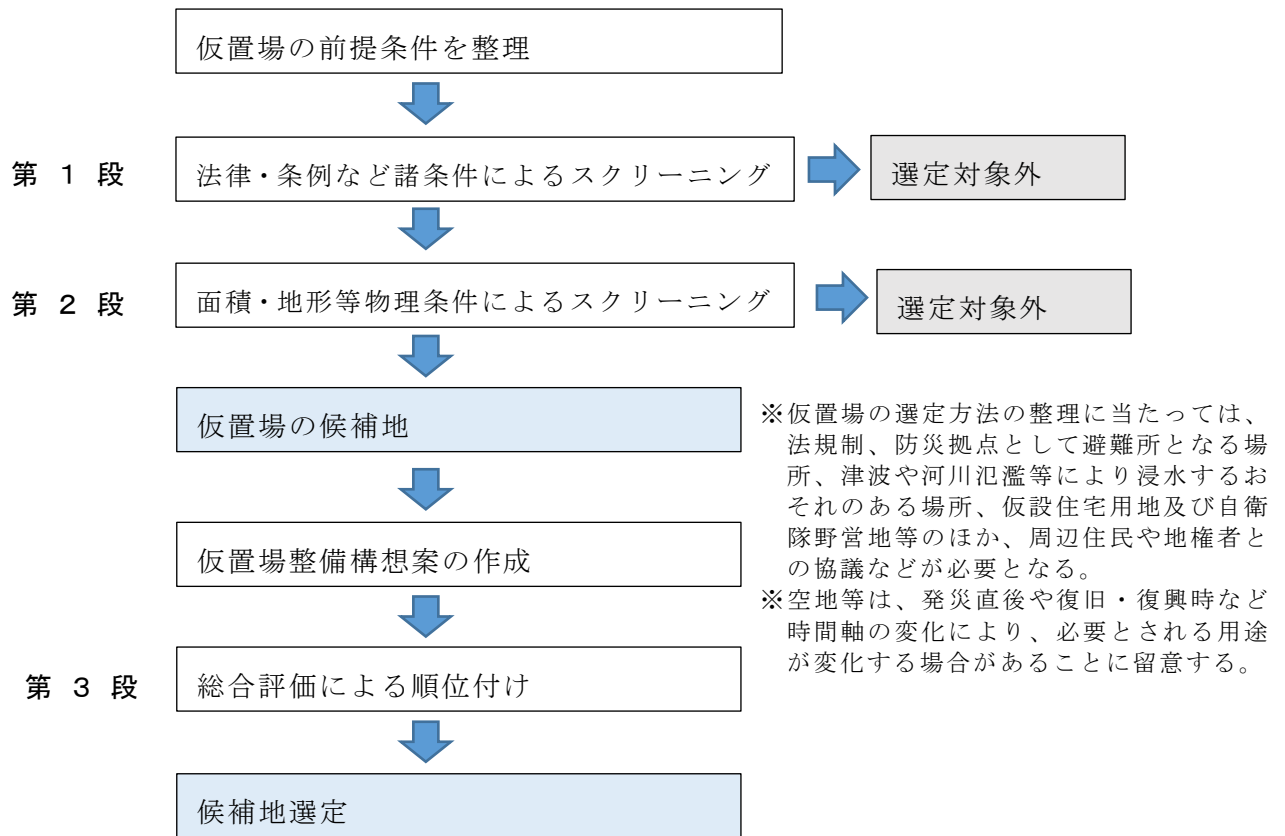 仮置場の前提条件を整理
第 1 段
法律・条例など諸条件によるスクリーニング
選定対象外
第 2 段
面積・地形等物理条件によるスクリーニング
選定対象外
仮置場の候補地
※仮置場の選定方法の整理に当たっては、
法規制、防災拠点として避難所となる場
所、津波や河川氾濫等により浸水するお
それのある場所、仮設住宅用地及び自衛
隊野営地等のほか、周辺住民や地権者と
の協議などが必要となる。
※空地等は、発災直後や復旧・復興時など
時間軸の変化により、必要とされる用途
が変化する場合があることに留意する。
仮置場整備構想案の作成
第 3 段
総合評価による順位付け
候補地選定